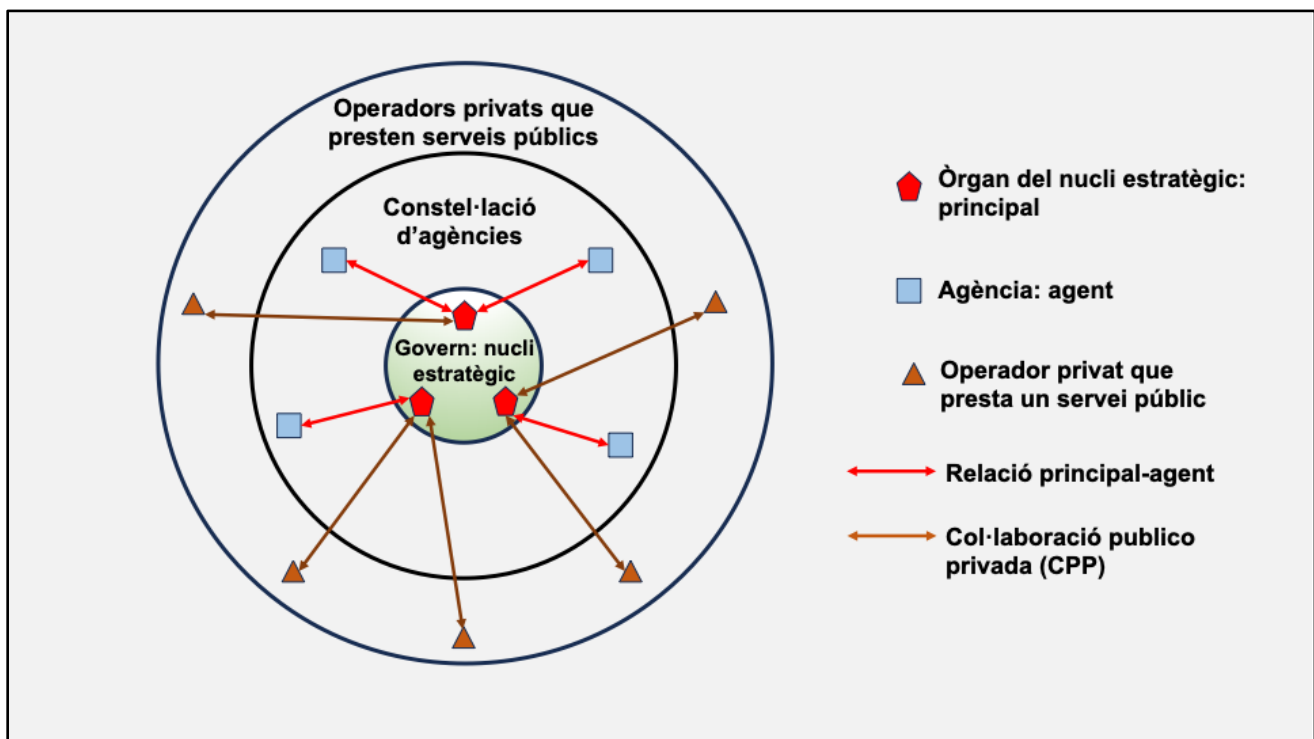 Operadors privats que
presten serveis públics
Constel·lació
d'agències
Govern: nucli
estratègic
Òrgan del nucli estratègic:
principal
Agència: agent
Operador privat que
presta un servei públic
Relació principal-agent
Col·laboració publico
privada (CPP)